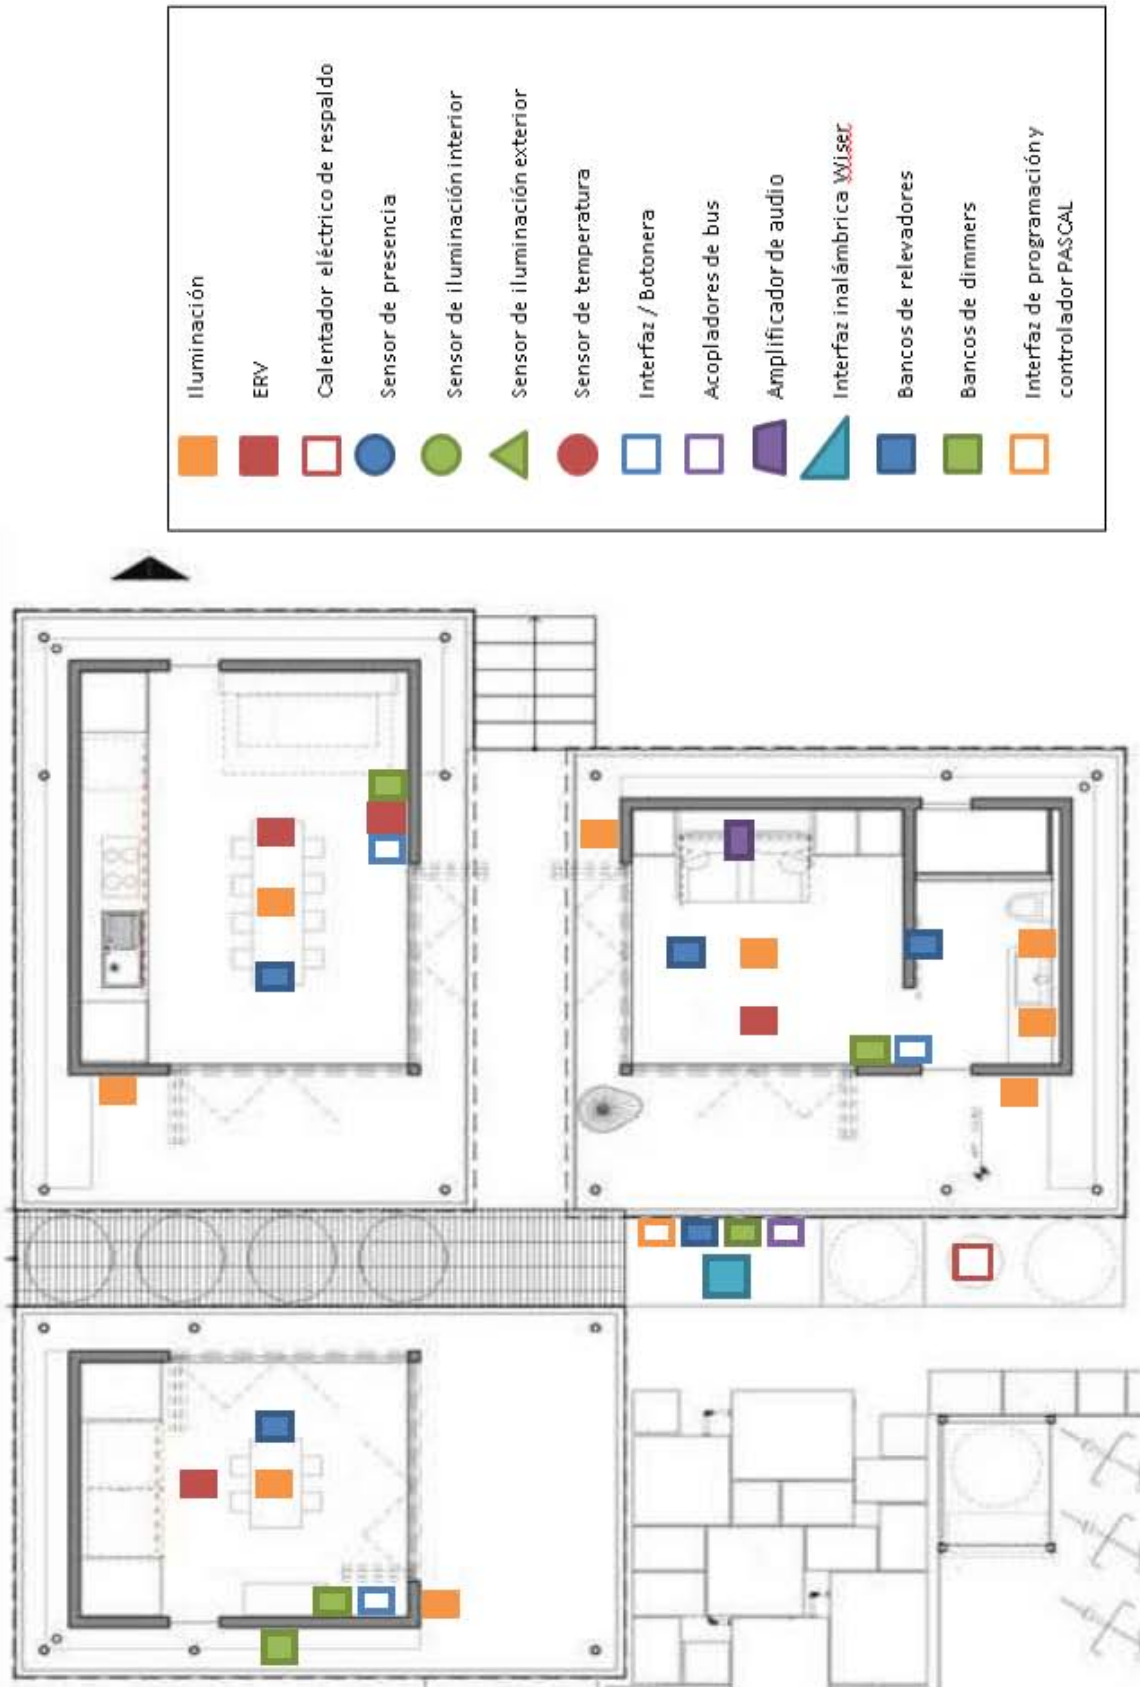 Iluminación
ERV
Calentador eléctrico de respaldo
Sensor de presencia
Sensor de iluminación interior
Sensor de iluminación exterior
Sensor de temperatura
Interfaz / Botonera
Acopladores de bus
Amplificador de audio
Interfaz inalámbrica Wiser
Bancos de relevadores
Bancos de dimmers
Interfaz de programación y
controlador PASCAL